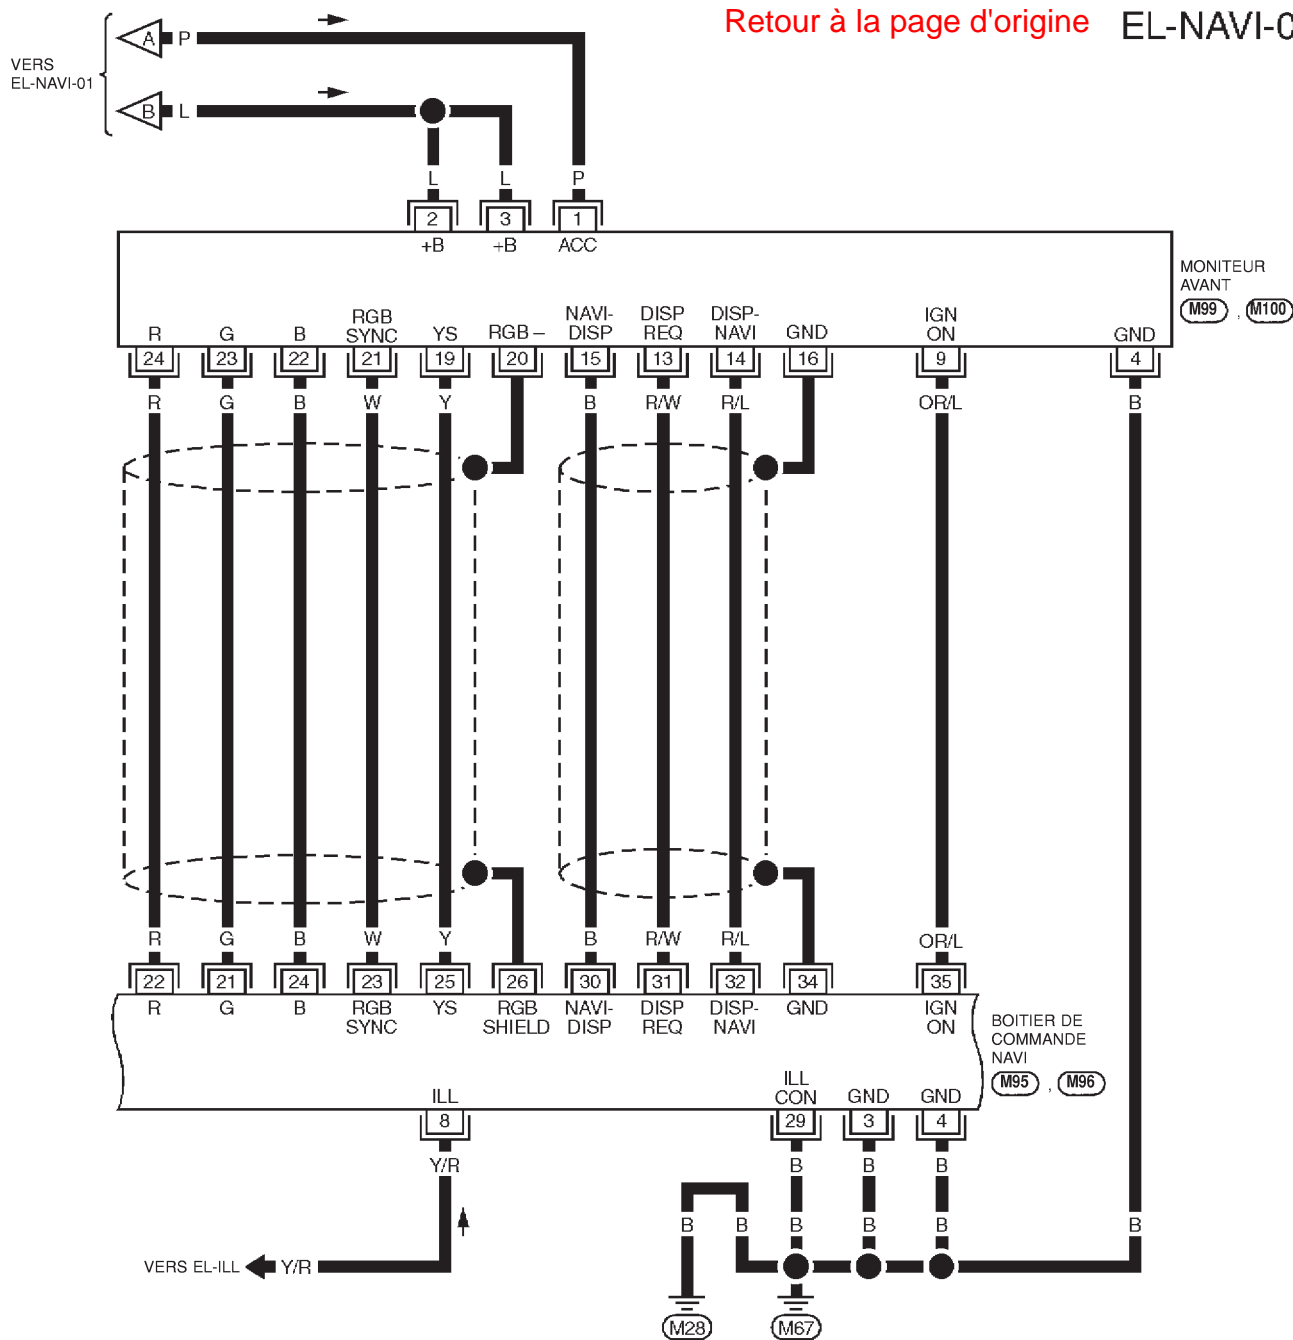 Retour à la page d'origine
EL-NAVI-0
VERS
EL-NAVI-01
A P
B L
L L P
2 3 1
+B +B ACC
MONITEUR
AVANT
M99 , M100
R G B RGB SYNC YS RGB – NAVI-DISP DISP REQ DISP-NAVI GND IGN ON GND
24 23 22 21 19 20 15 13 14 16 9 4
R G B W Y B R/W R/L OR/L B
R G B W Y B R/W R/L OR/L
22 21 24 23 25 26 30 31 32 34 35
R G B RGB SYNC YS RGB SHIELD NAVI-DISP DISP REQ DISP-NAVI GND IGN ON
BOITIER DE
COMMANDE
NAVI
M95 , M96
ILL ILL CON GND GND
8 29 3 4
Y/R B B B
B B B B B B
VERS EL-ILL Y/R
M28 M67